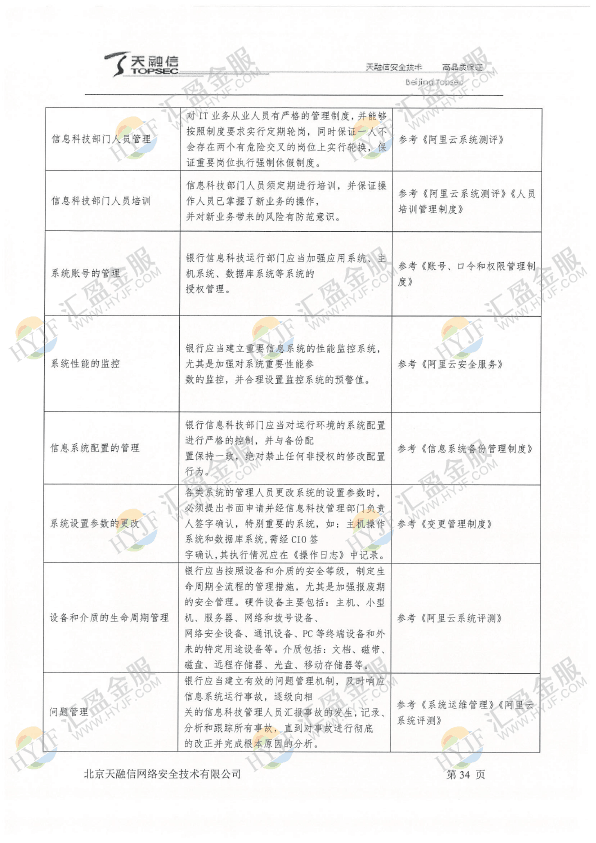 天融信
TOPSEC
天融信安全技术 高品质保证
Beijing Topsec
信息科技部门人员管理
对 IT 业务从业人员有严格的管理制度,并能够
按照制度要求实行定期轮岗，同时保证一人不
会存在两个有危险交叉的岗位上实行轮换，保
证重要岗位执行强制休假制度。
参考《阿里云系统测评》
信息科技部门人员培训
信息科技部门人员须定期进行培训，并保证操
作人员已掌握了新业务的操作，
并对新业务带来的风险有防范意识。
参考《阿里云系统测评》《人员
培训管理制度》
系统账号的管理
银行信息科技运行部门应当加强应用系统、主
机系统、数据库系统等系统的
授权管理。
参考《账号、口令和权限管理制
度》
系统性能的监控
银行应当建立重要信息系统的性能监控系统，
尤其是加强对系统重要性能参
数的监控，并合理设置监控系统的预警值。
参考《阿里云安全服务》
信息系统配置的管理
银行信息科技部门应当对运行环境的系统配置
进行严格的控制，并与备份配
置保持一致，绝对禁止任何非授权的修改配置
行为。
参考《信息系统备份管理制度》
系统设置参数的更改
各类系统的管理人员更改系统的设置参数时，
必须提出书面申请并经信息科技管理部门负责
人签字确认，特别重要的系统，如：主机操作
系统和数据库系统,需经 CIO 签
字确认,其执行情况应在《操作日志》中记录。
参考《变更管理制度》
设备和介质的生命周期管理
银行应当按照设备和介质的安全等级，制定生
命周期全流程的管理措施，尤其是加强报废期
的安全管理。硬件设备主要包括：主机、小型
机、服务器、网络和拨号设备、
网络安全设备、通讯设备、PC 等终端设备和外
来的特定用途设备等。介质包括：文档、磁带、
磁盘、远程存储器、光盘、移动存储器等。
参考《阿里云系统评测》
问题管理
银行应当建立有效的问题管理机制，及时响应
信息系统运行事故，逐级向相
关的信息科技管理人员汇报事故的发生，记录、
分析和跟踪所有事故，直到对事故进行彻底
的改正并完成根本原因的分析。
参考《系统运维管理》《阿里云
系统评测》
北京天融信网络安全技术有限公司 第 34 页
HYJF 汇盈金服
WWW.HYJF.COM